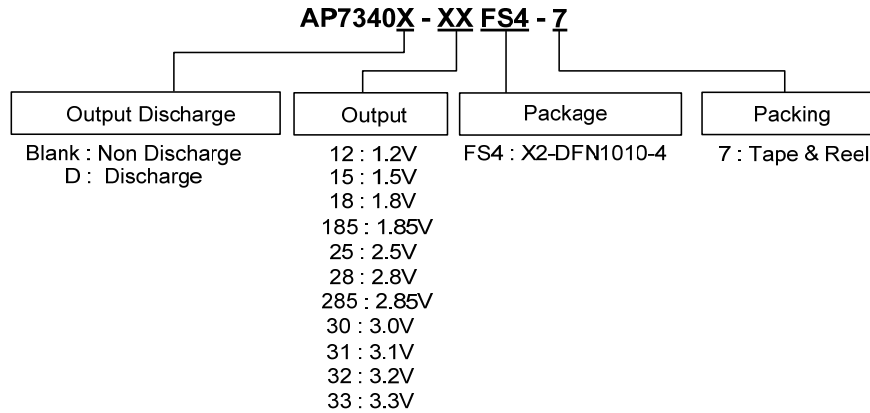 AP7340X - XX FS4 - 7
Output Discharge
Blank : Non Discharge
D : Discharge
Output
12 : 1.2V
15 : 1.5V
18 : 1.8V
185 : 1.85V
25 : 2.5V
28 : 2.8V
285 : 2.85V
30 : 3.0V
31 : 3.1V
32 : 3.2V
33 : 3.3V
Package
FS4 : X2-DFN1010-4
Packing
7 : Tape & Reel